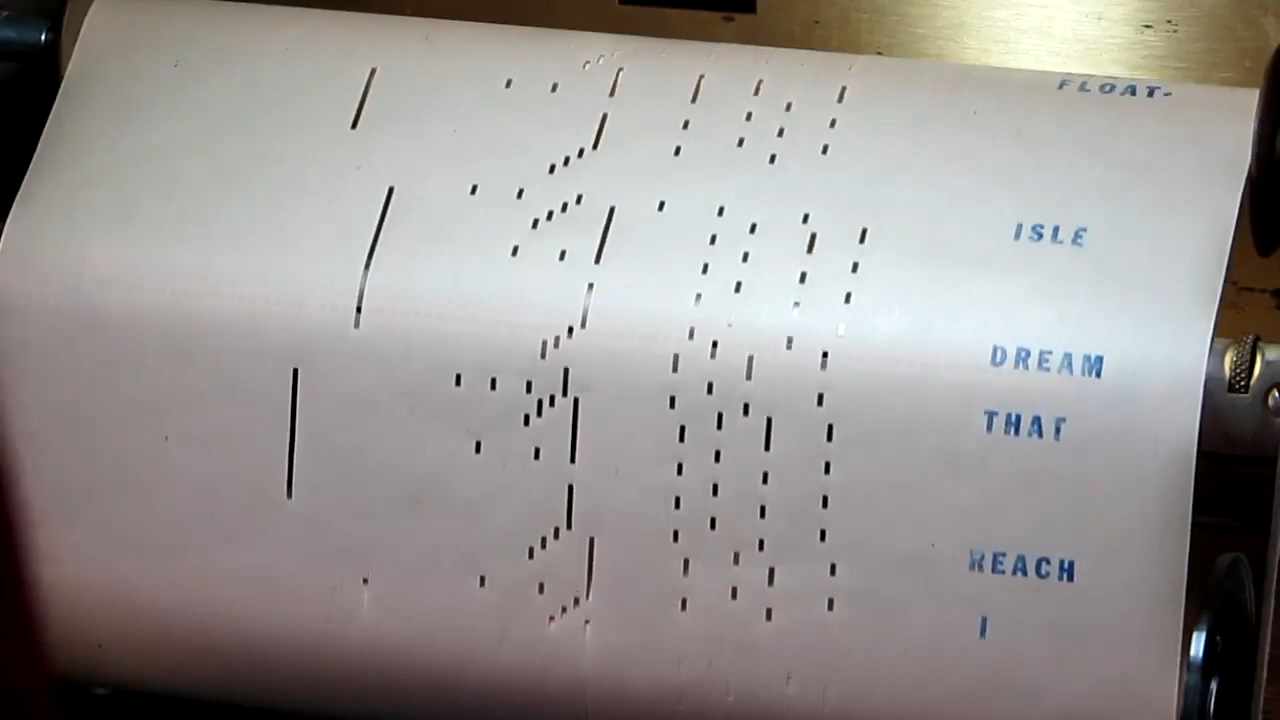 FLOAT-
ISLE
DREAM
THAT
REACH
I